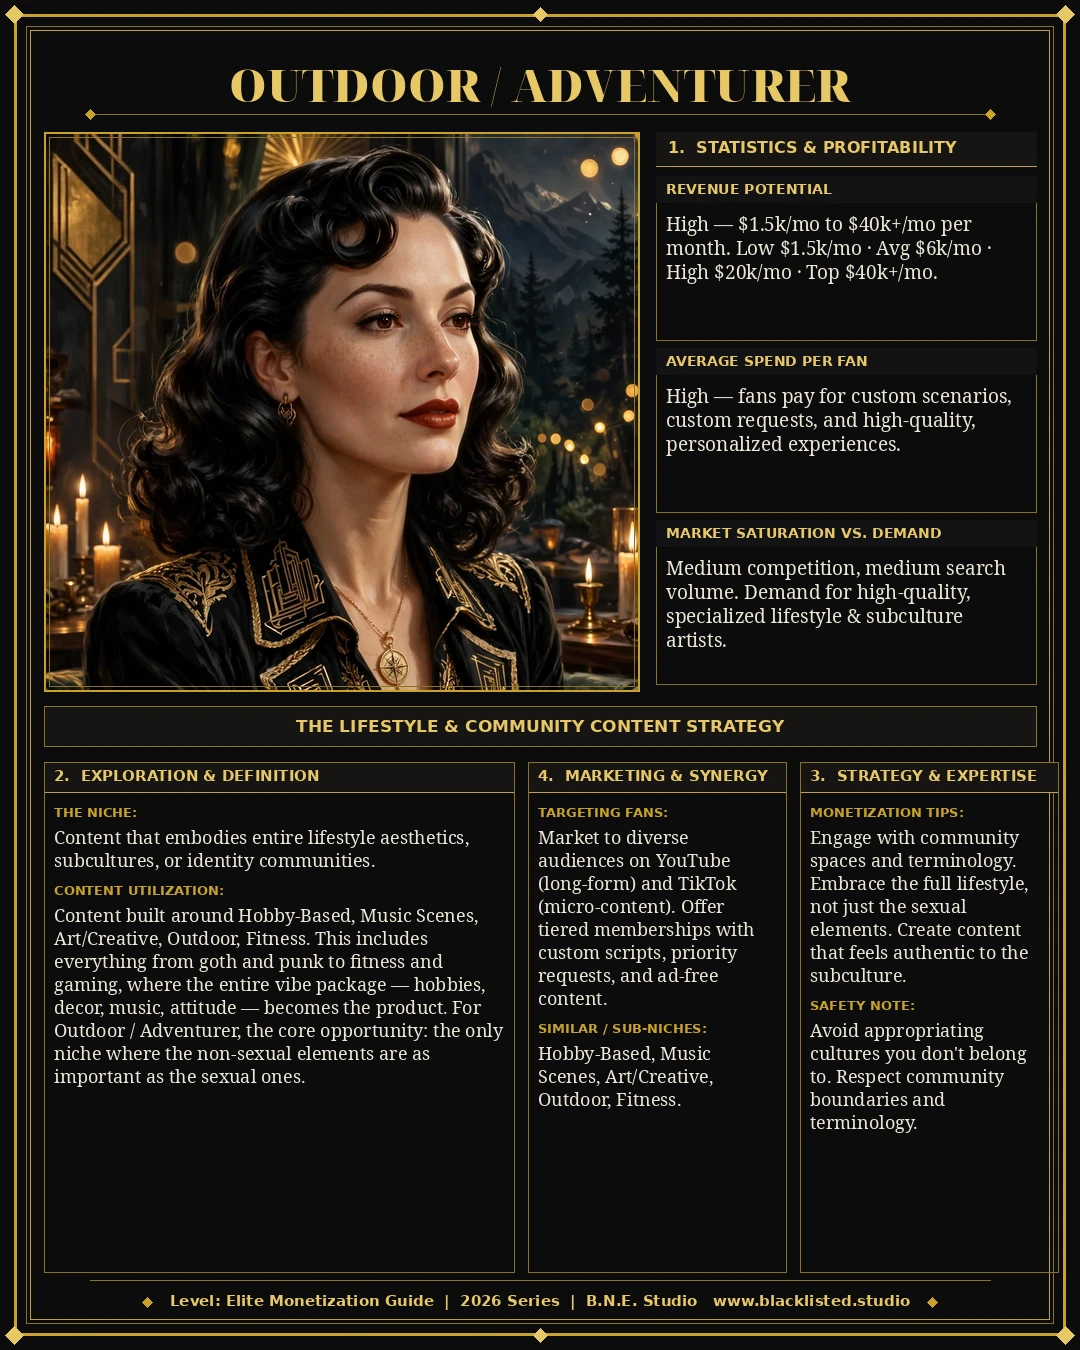 OUTDOOR / ADVENTURER
1. STATISTICS & PROFITABILITY
REVENUE POTENTIAL
High — $1.5k/mo to $40k+/mo per
month. Low $1.5k/mo · Avg $6k/mo ·
High $20k/mo · Top $40k+/mo.
AVERAGE SPEND PER FAN
High — fans pay for custom scenarios,
custom requests, and high-quality,
personalized experiences.
MARKET SATURATION VS. DEMAND
Medium competition, medium search
volume. Demand for high-quality,
specialized lifestyle & subculture
artists.
THE LIFESTYLE & COMMUNITY CONTENT STRATEGY
2. EXPLORATION & DEFINITION
THE NICHE:
Content that embodies entire lifestyle aesthetics,
subcultures, or identity communities.
CONTENT UTILIZATION:
Content built around Hobby-Based, Music Scenes,
Art/Creative, Outdoor, Fitness. This includes
everything from goth and punk to fitness and
gaming, where the entire vibe package — hobbies,
decor, music, attitude — becomes the product. For
Outdoor / Adventurer, the core opportunity: the only
niche where the non-sexual elements are as
important as the sexual ones.
4. MARKETING & SYNERGY
TARGETING FANS:
Market to diverse
audiences on YouTube
(long-form) and TikTok
(micro-content). Offer
tiered memberships with
custom scripts, priority
requests, and ad-free
content.
SIMILAR / SUB-NICHES:
Hobby-Based, Music
Scenes, Art/Creative,
Outdoor, Fitness.
3. STRATEGY & EXPERTISE
MONETIZATION TIPS:
Engage with community
spaces and terminology.
Embrace the full lifestyle,
not just the sexual
elements. Create content
that feels authentic to the
subculture.
SAFETY NOTE:
Avoid appropriating
cultures you don't belong
to. Respect community
boundaries and
terminology.
Level: Elite Monetization Guide | 2026 Series | B.N.E. Studio www.blacklisted.studio